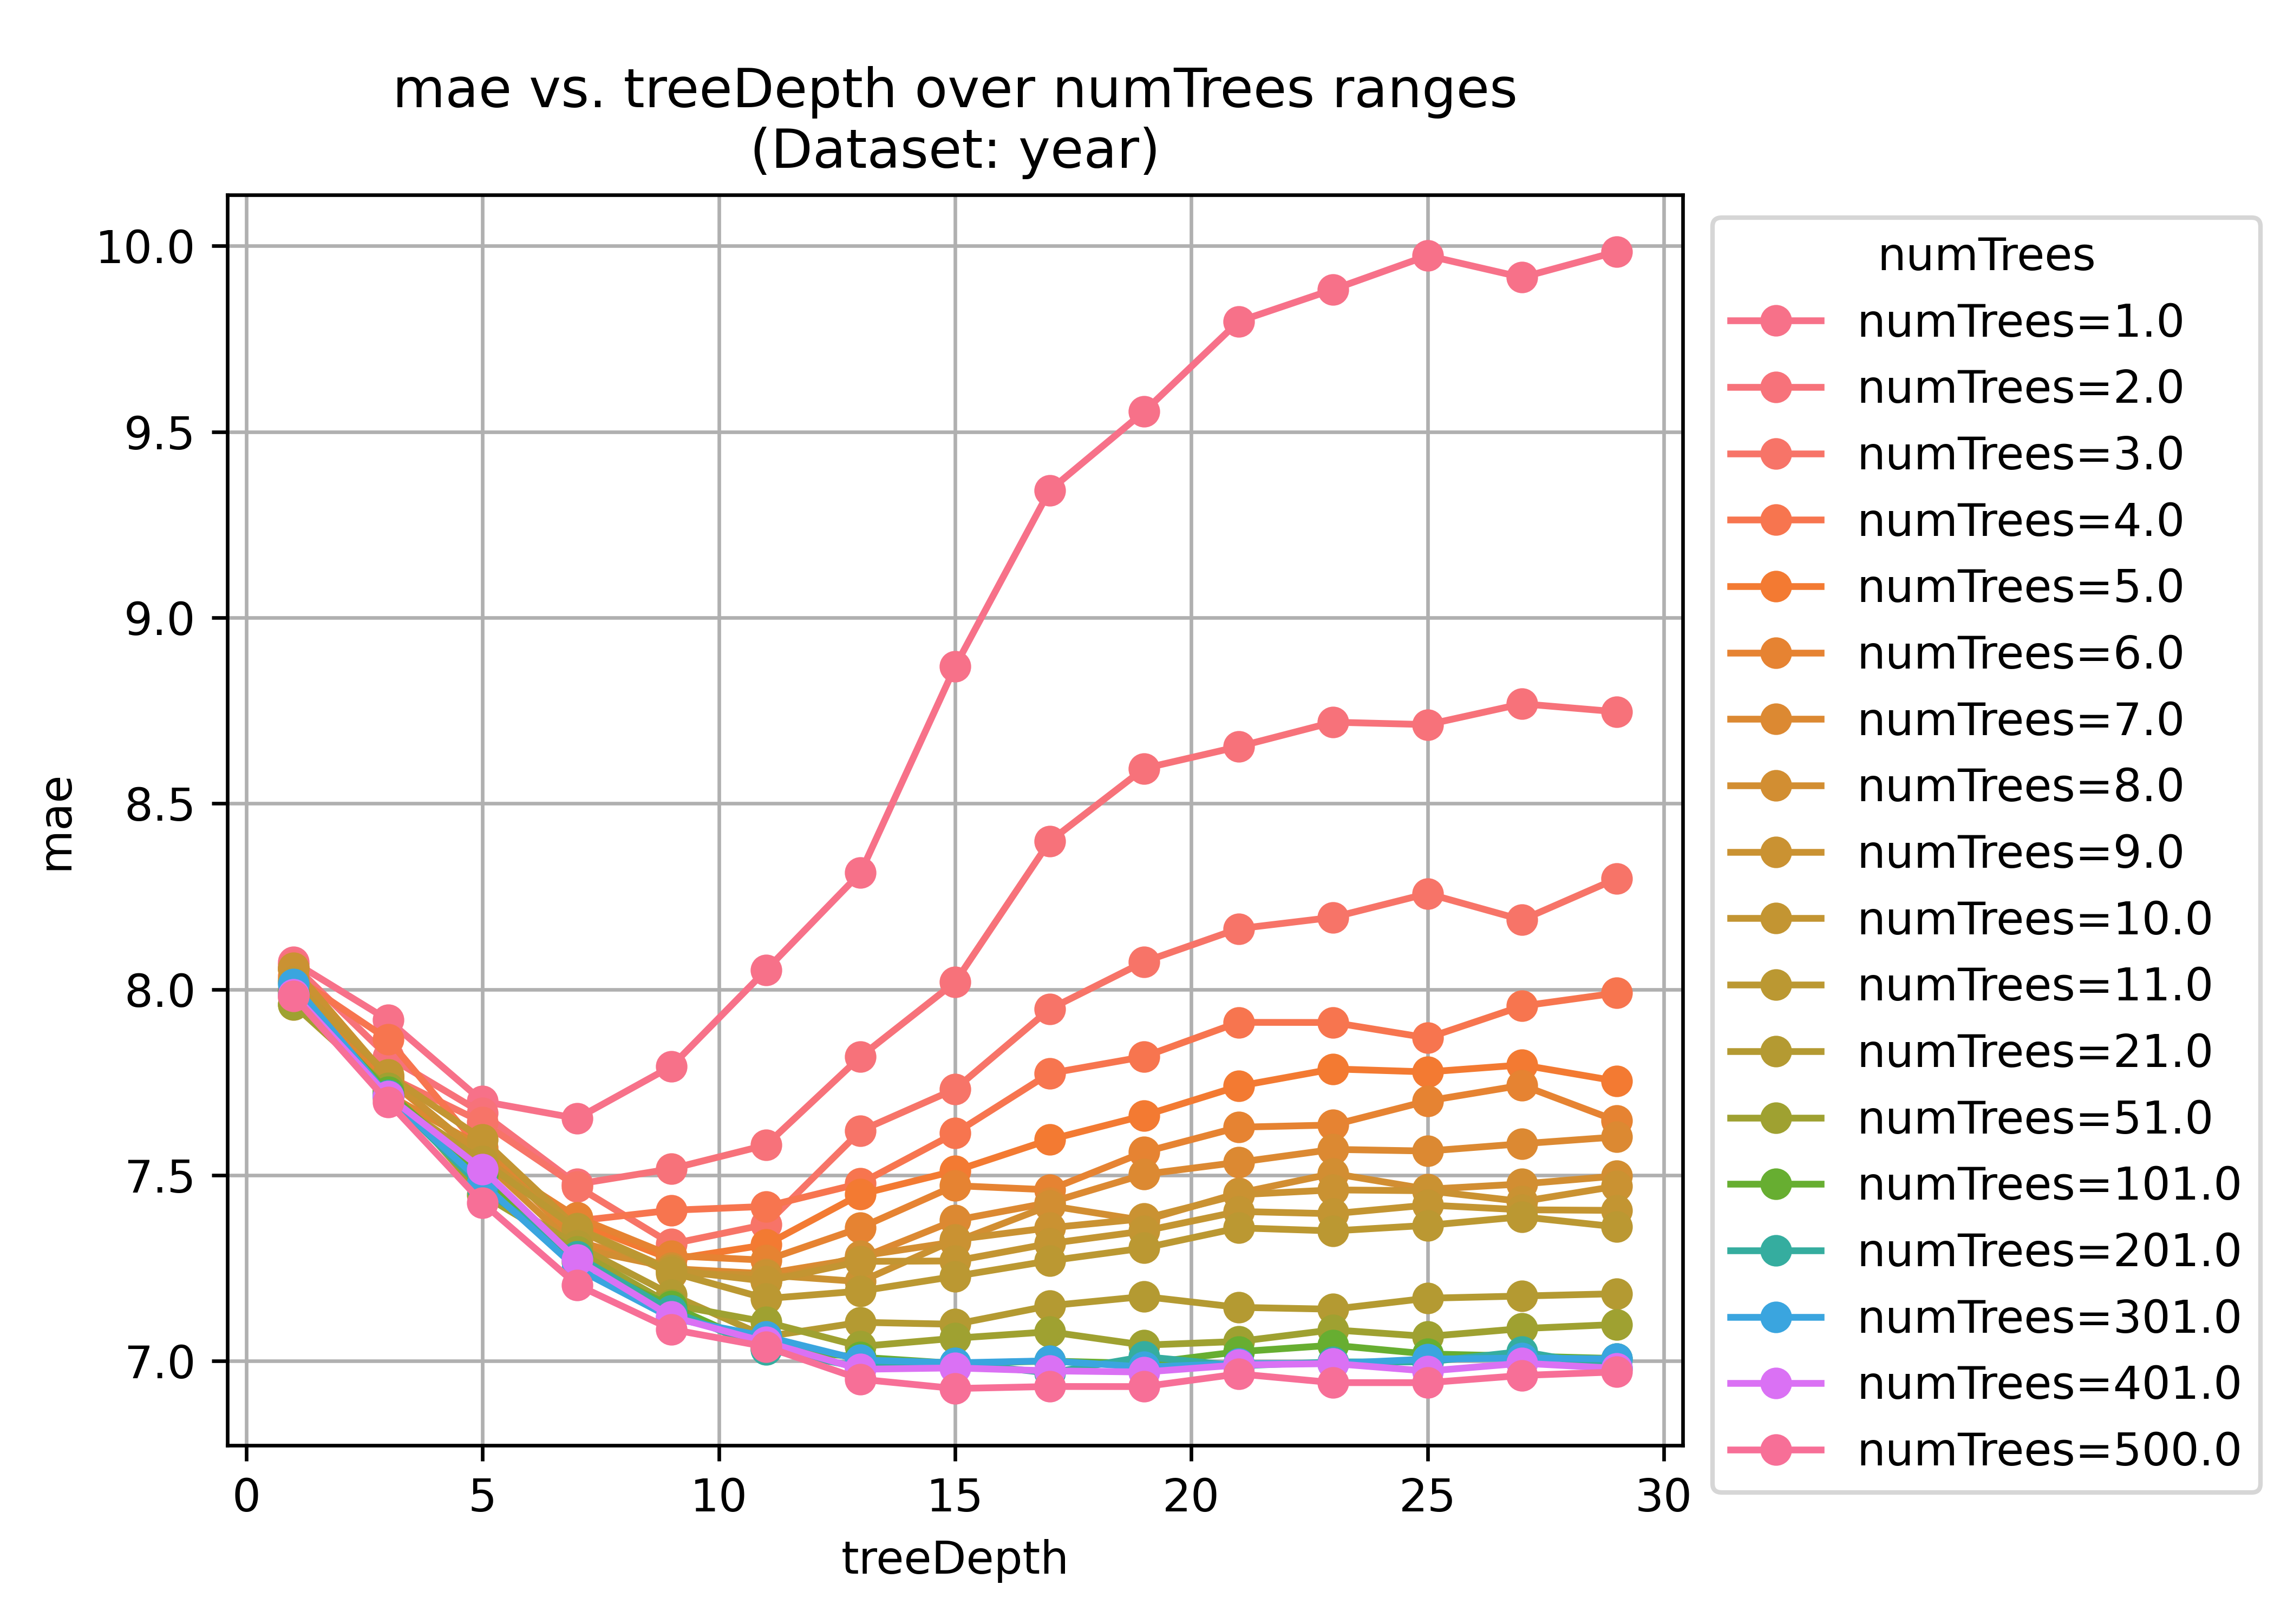 mae vs. treeDepth over numTrees ranges
(Dataset: year)
10.0
9.5
9.0
8.5
8.0
7.5
7.0
mae
0 5 10 15 20 25 30
treeDepth
numTrees
numTrees=1.0
numTrees=2.0
numTrees=3.0
numTrees=4.0
numTrees=5.0
numTrees=6.0
numTrees=7.0
numTrees=8.0
numTrees=9.0
numTrees=10.0
numTrees=11.0
numTrees=21.0
numTrees=51.0
numTrees=101.0
numTrees=201.0
numTrees=301.0
numTrees=401.0
numTrees=500.0